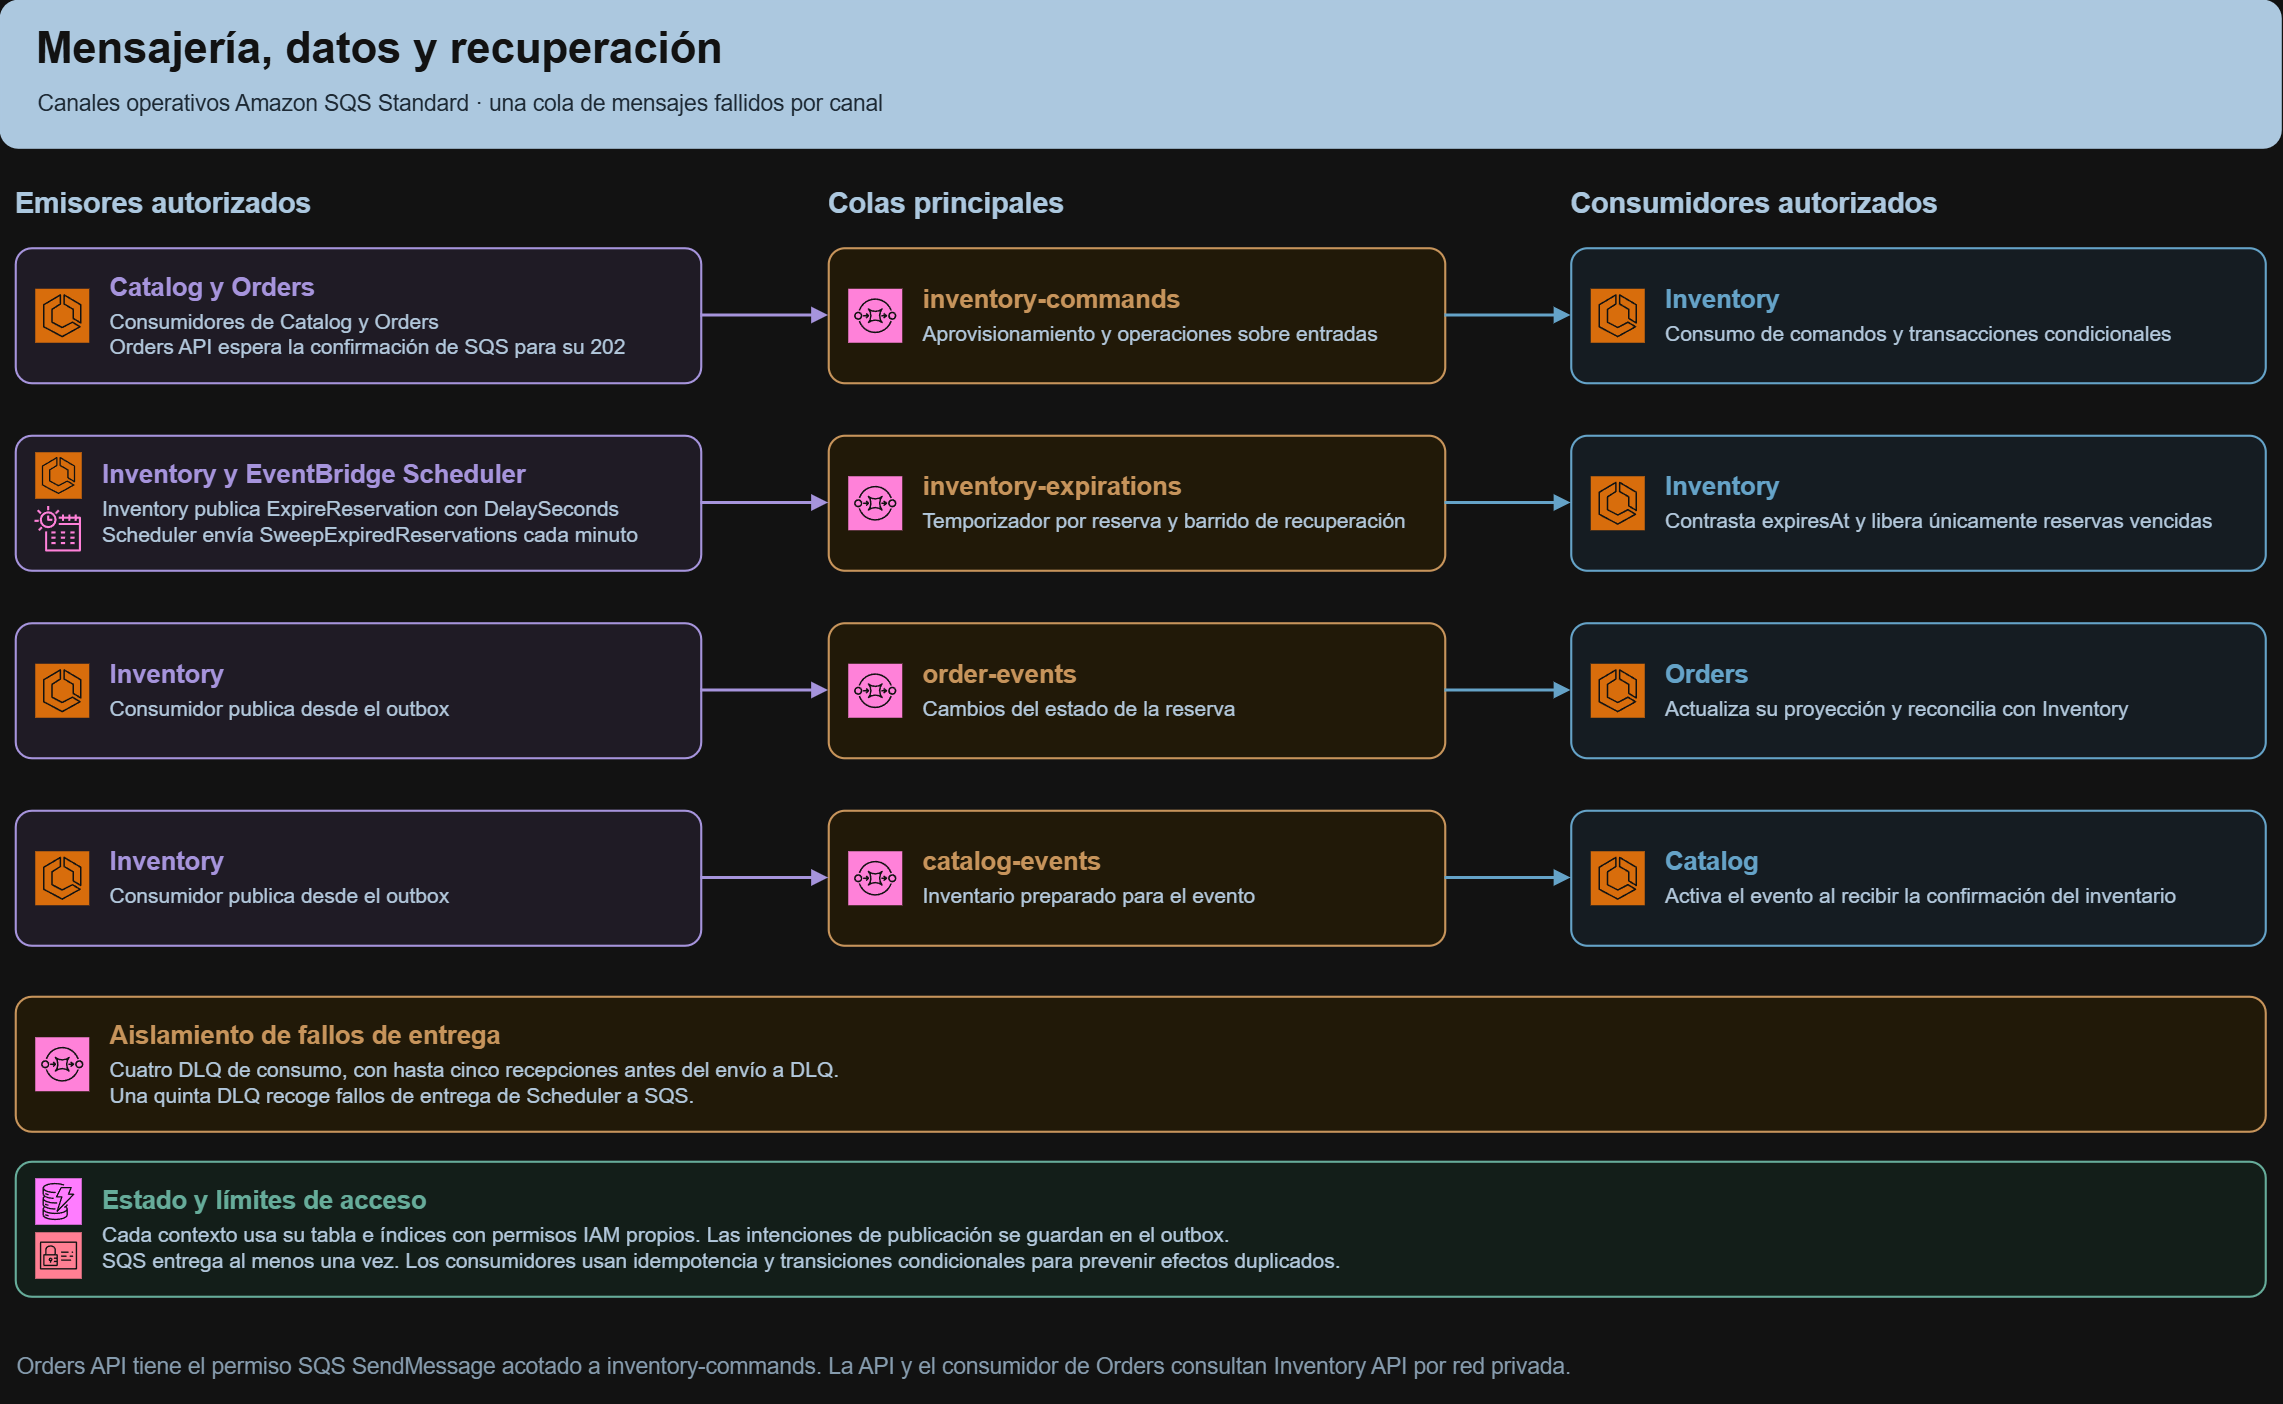 Mensajería, datos y recuperación
Canales operativos Amazon SQS Standard · una cola de mensajes fallidos por canal
Emisores autorizados
Colas principales
Consumidores autorizados
Catalog y Orders
Consumidores de Catalog y Orders
Orders API espera la confirmación de SQS para su 202
inventory-commands
Aprovisionamiento y operaciones sobre entradas
Inventory
Consumo de comandos y transacciones condicionales
Inventory y EventBridge Scheduler
Inventory publica ExpireReservation con DelaySeconds
Scheduler envía SweepExpiredReservations cada minuto
inventory-expirations
Temporizador por reserva y barrido de recuperación
Inventory
Contrasta expiresAt y libera únicamente reservas vencidas
Inventory
Consumidor publica desde el outbox
order-events
Cambios del estado de la reserva
Orders
Actualiza su proyección y reconcilia con Inventory
Inventory
Consumidor publica desde el outbox
catalog-events
Inventario preparado para el evento
Catalog
Activa el evento al recibir la confirmación del inventario
Aislamiento de fallos de entrega
Cuatro DLQ de consumo, con hasta cinco recepciones antes del envío a DLQ.
Una quinta DLQ recoge fallos de entrega de Scheduler a SQS.
Estado y límites de acceso
Cada contexto usa su tabla e índices con permisos IAM propios. Las intenciones de publicación se guardan en el outbox.
SQS entrega al menos una vez. Los consumidores usan idempotencia y transiciones condicionales para prevenir efectos duplicados.
Orders API tiene el permiso SQS SendMessage acotado a inventory-commands. La API y el consumidor de Orders consultan Inventory API por red privada.